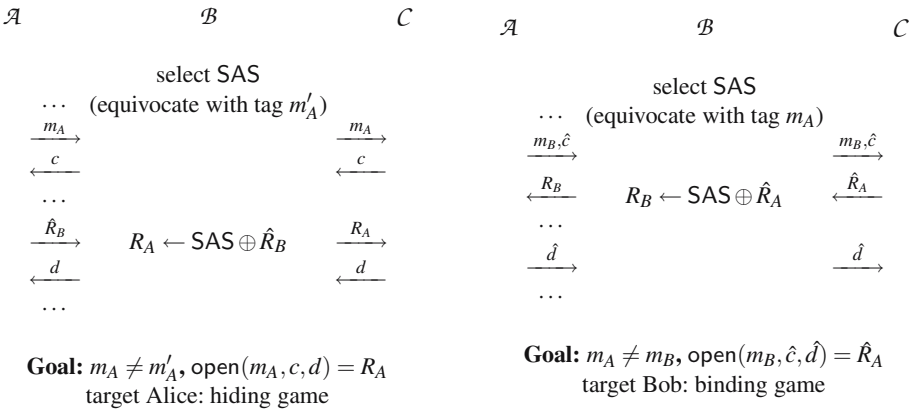 A B C
select SAS
(equivocate with tag m'_A)
…
m_A m_A
c c
…
R̂_B R_A ← SAS ⊕ R̂_B R_A
d d
…
Goal: m_A ≠ m'_A, open(m_A, c, d) = R_A
target Alice: hiding game
A B C
select SAS
(equivocate with tag m_A)
…
m_B, ĉ m_B, ĉ
R_B R_B ← SAS ⊕ R̂_A R̂_A
…
d̂ d̂
…
Goal: m_A ≠ m_B, open(m_B, ĉ, d̂) = R̂_A
target Bob: binding game